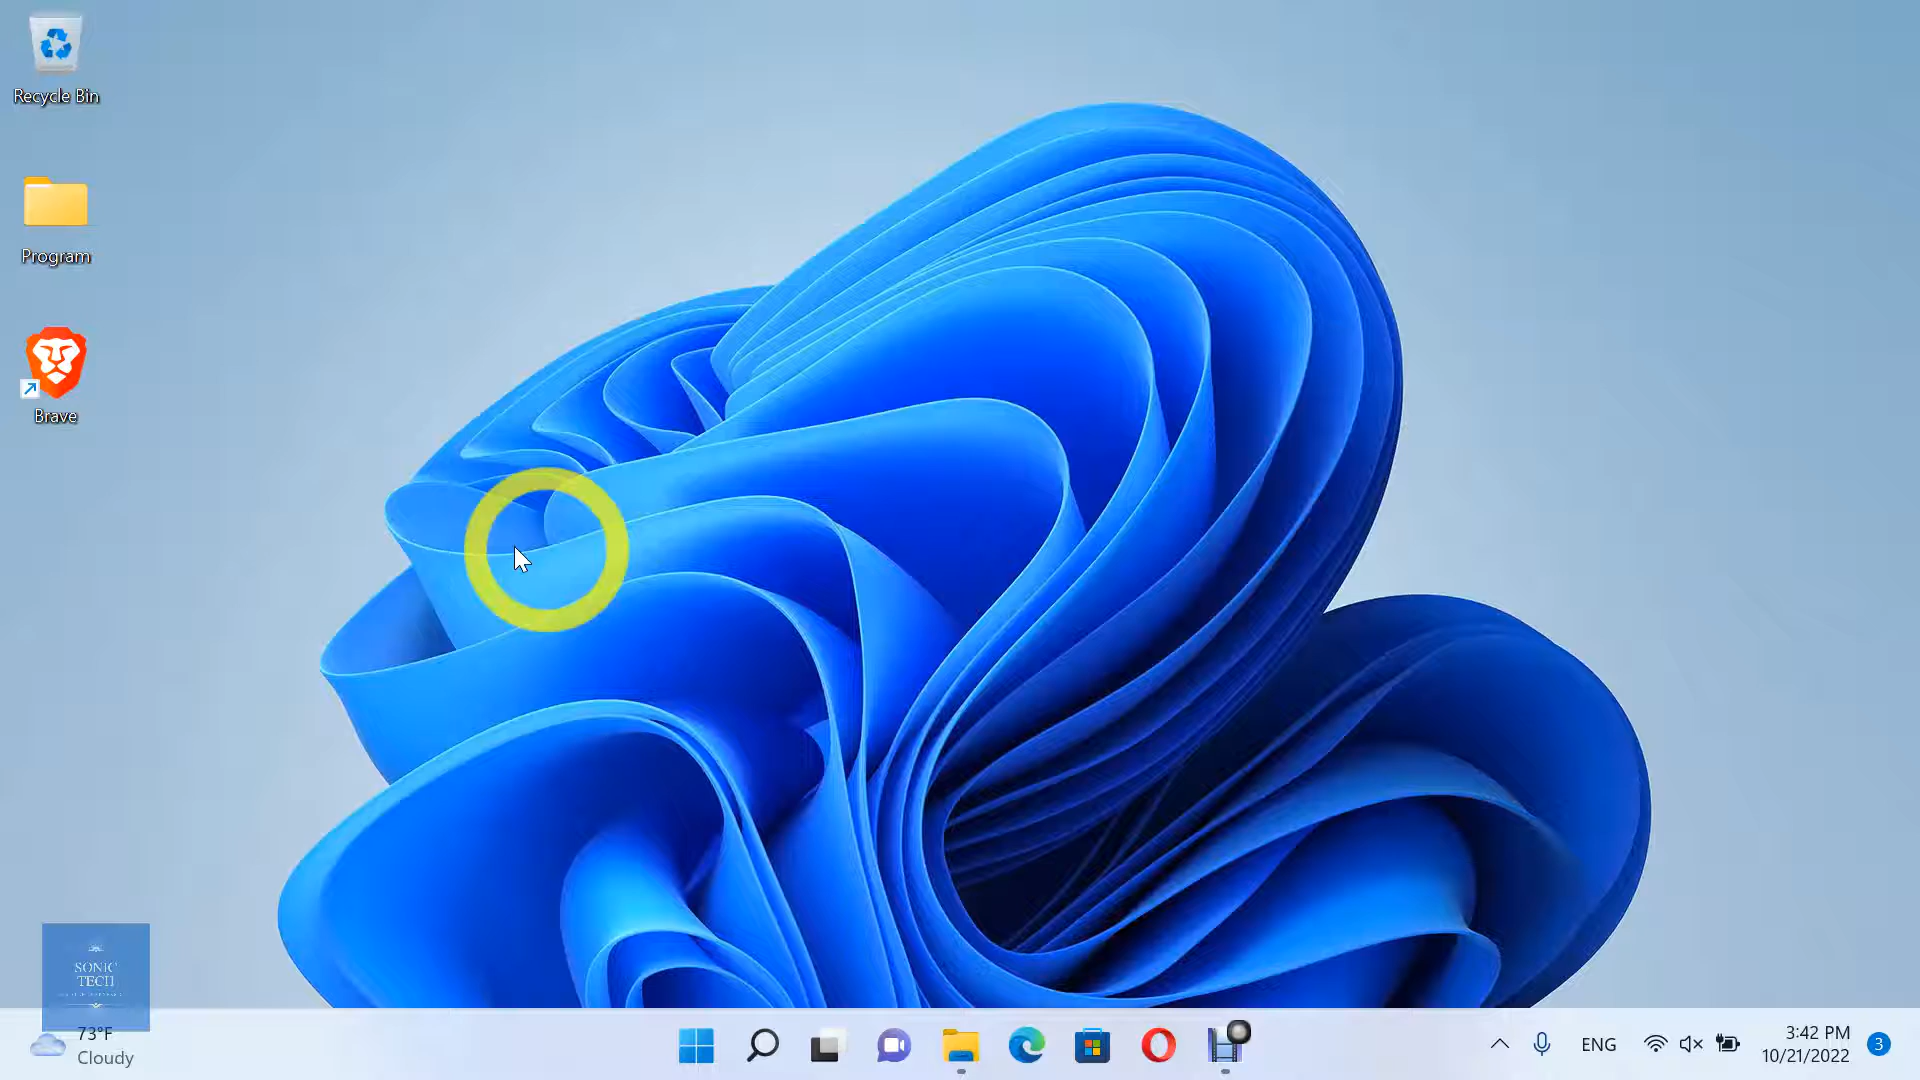 Recycle Bin
Program
Brave
SONIC
TECH
73°F
Cloudy
ENG
3:42 PM
10/21/2022
3